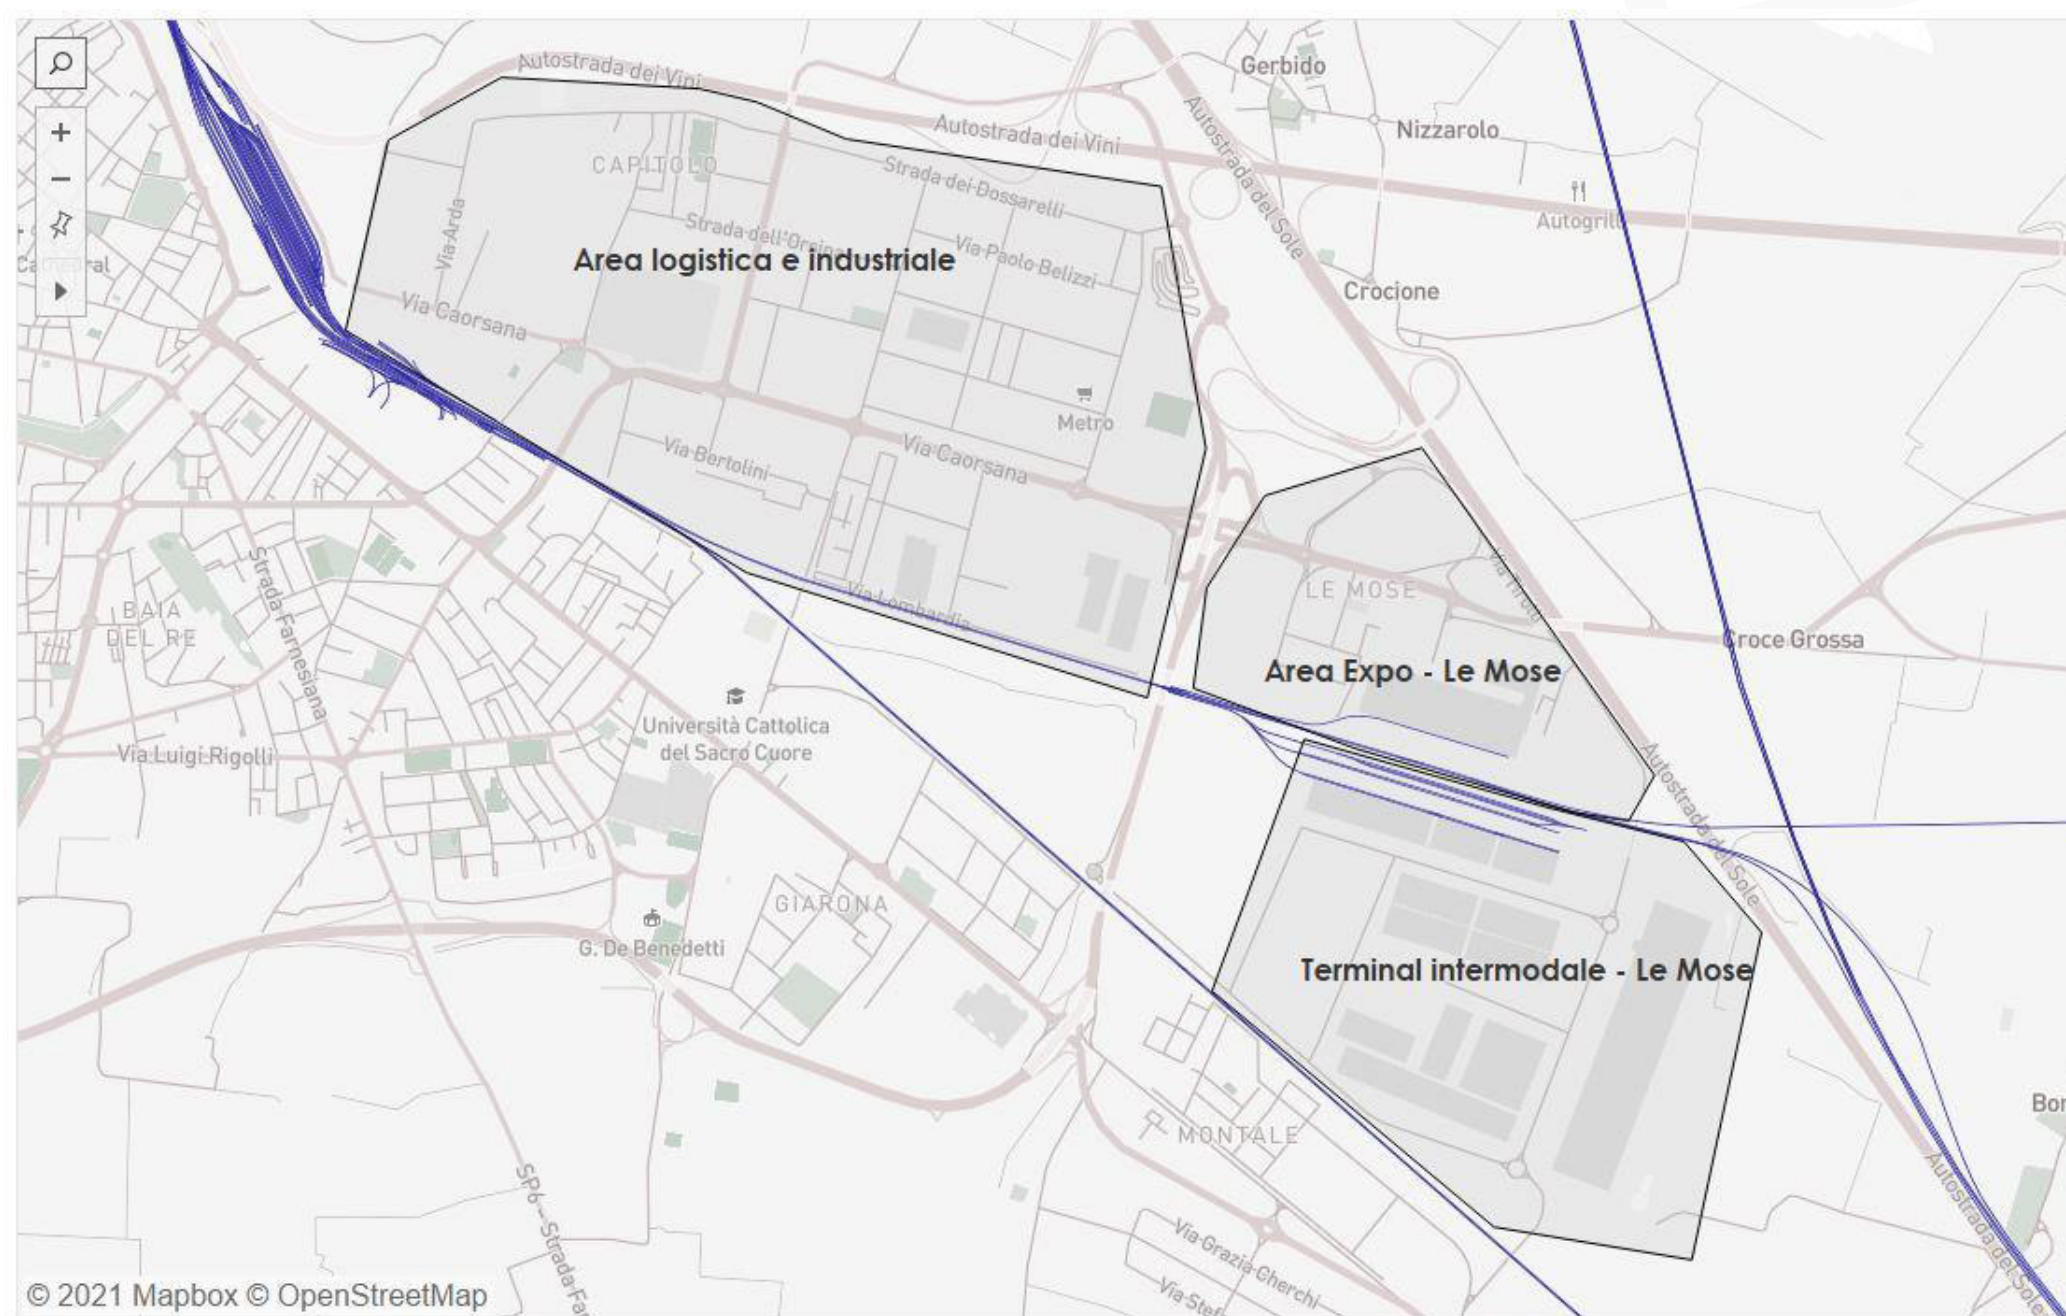 Autostrada dei Vini
Gerbido
Nizzarolo
Autostrada dei Vini
Autostrada del Sole
CAPITOLO
Strada dei Dossarelli
Autogrill
Via Arda
Via Paolo Belizzi
Area logistica e industriale
Crocione
Via Caorsana
Metro
Via Bertolini
Via Caorsana
Strada Farnesiana
LE MOSE
BAIA
DEL RE
Via Lombardia
Croce Grossa
Area Expo - Le Mose
Università Cattolica
del Sacro Cuore
Via Luigi Rigolli
Autostrada del Sole
GIARONA
G. De Benedetti
Terminal intermodale - Le Mose
MONTALE
SP6 - Strada Fa
Via Grazia Cherchi
Autostrada del Sole
Via Stef
© 2021 Mapbox © OpenStreetMap